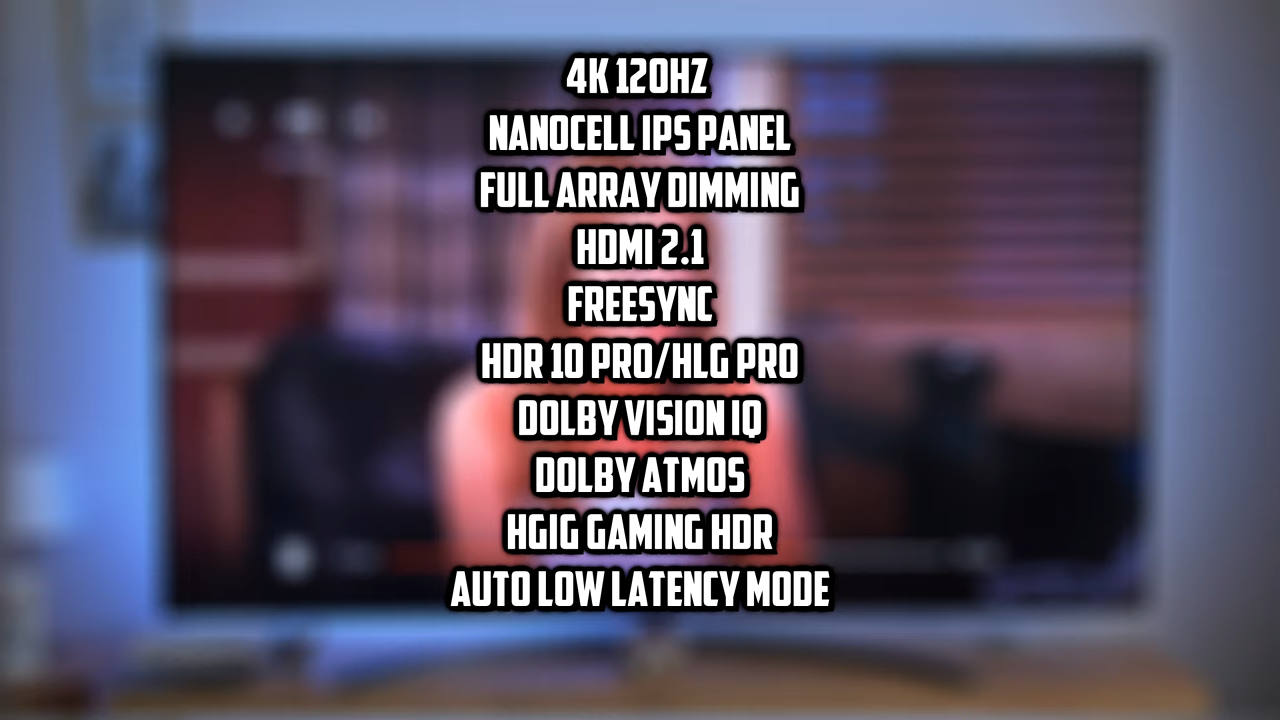 4K 120HZ
NANOCELL IPS PANEL
FULL ARRAY DIMMING
HDMI 2.1
FREESYNC
HDR 10 PRO/HLG PRO
DOLBY VISION IQ
DOLBY ATMOS
HGIG GAMING HDR
AUTO LOW LATENCY MODE